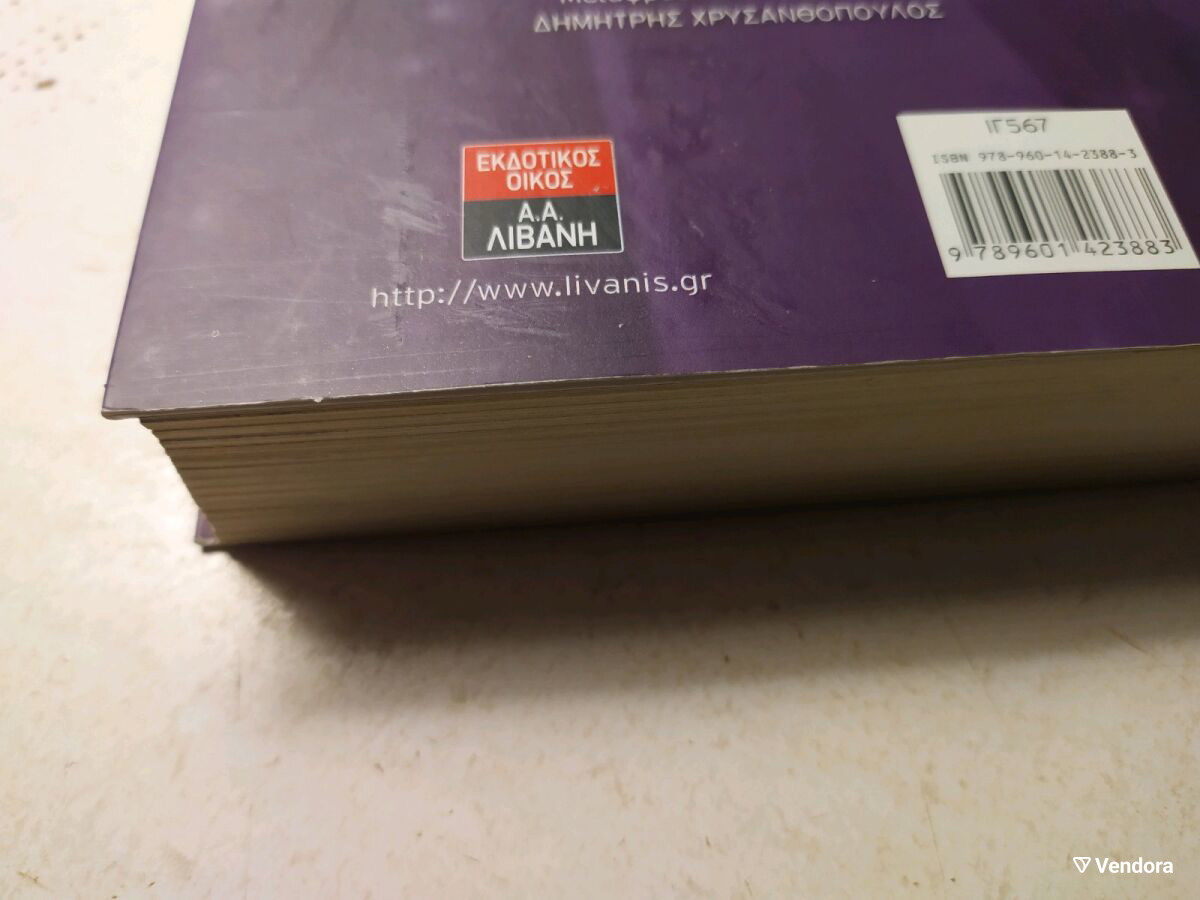 ΔΗΜΗΤΡΗΣ ΧΡΥΣΑΝΘΟΠΟΥΛΟΣ
ΙΓ567
ISBN 978-960-14-2388-3
9 789601 423883
ΕΚΔΟΤΙΚΟΣ
ΟΙΚΟΣ
Α.Α.
ΛΙΒΑΝΗ
http://www.livanis.gr
Vendora